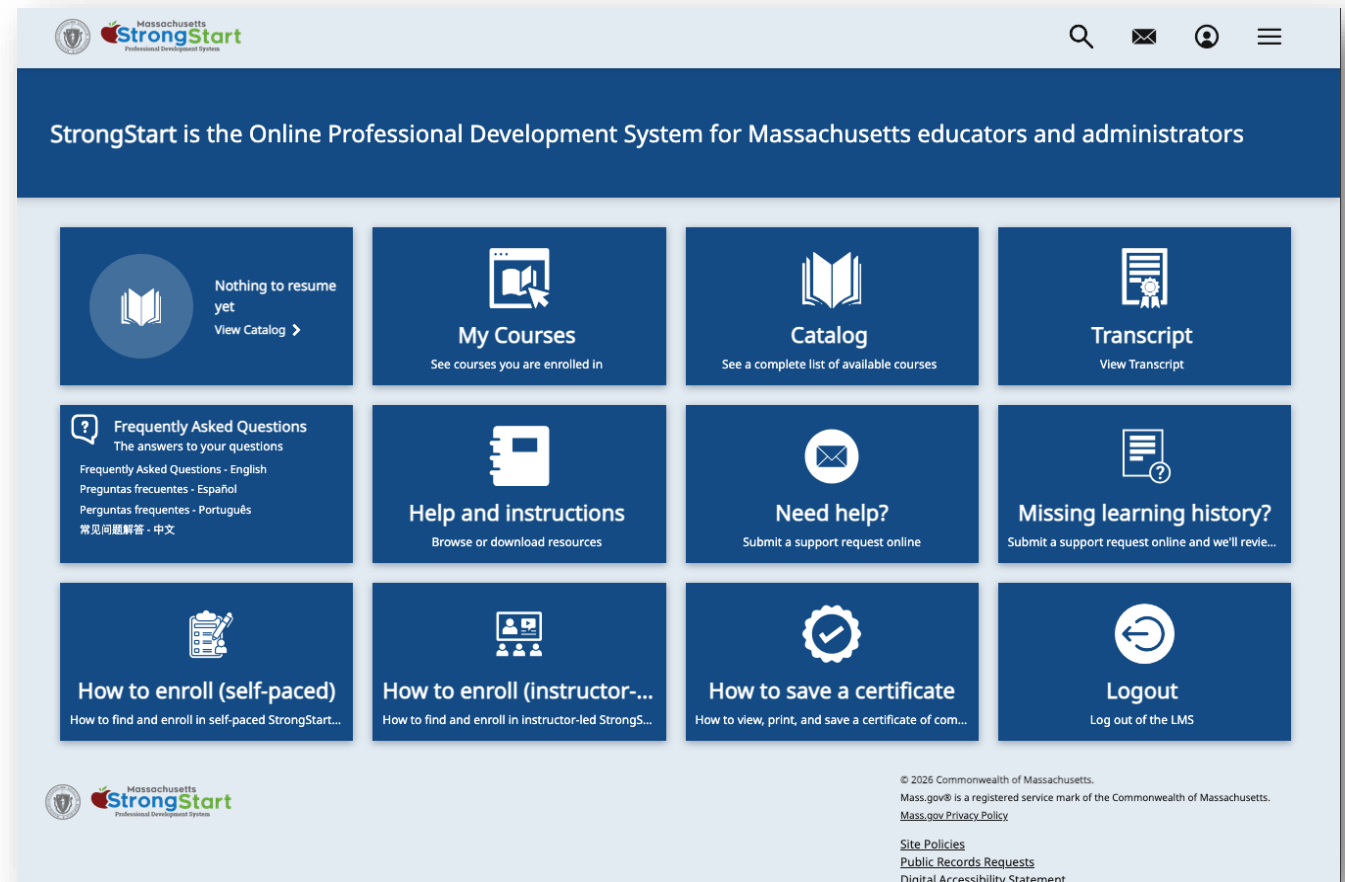 Massachusetts
StrongStart
Professional Development System
StrongStart is the Online Professional Development System for Massachusetts educators and administrators
Nothing to resume
yet
View Catalog
My Courses
See courses you are enrolled in
Catalog
See a complete list of available courses
Transcript
View Transcript
Frequently Asked Questions
The answers to your questions
Frequently Asked Questions - English
Preguntas frecuentes - Español
Perguntas frequentes - Português
常见问题解答 - 中文
Help and instructions
Browse or download resources
Need help?
Submit a support request online
Missing learning history?
Submit a support request online and we'll revie...
How to enroll (self-paced)
How to find and enroll in self-paced StrongStart...
How to enroll (instructor-...
How to find and enroll in instructor-led StrongS...
How to save a certificate
How to view, print, and save a certificate of com...
Logout
Log out of the LMS
Massachusetts
StrongStart
Professional Development System
© 2026 Commonwealth of Massachusetts.
Mass.gov® is a registered service mark of the Commonwealth of Massachusetts.
Mass.gov Privacy Policy
Site Policies
Public Records Requests
Digital Accessibility Statement